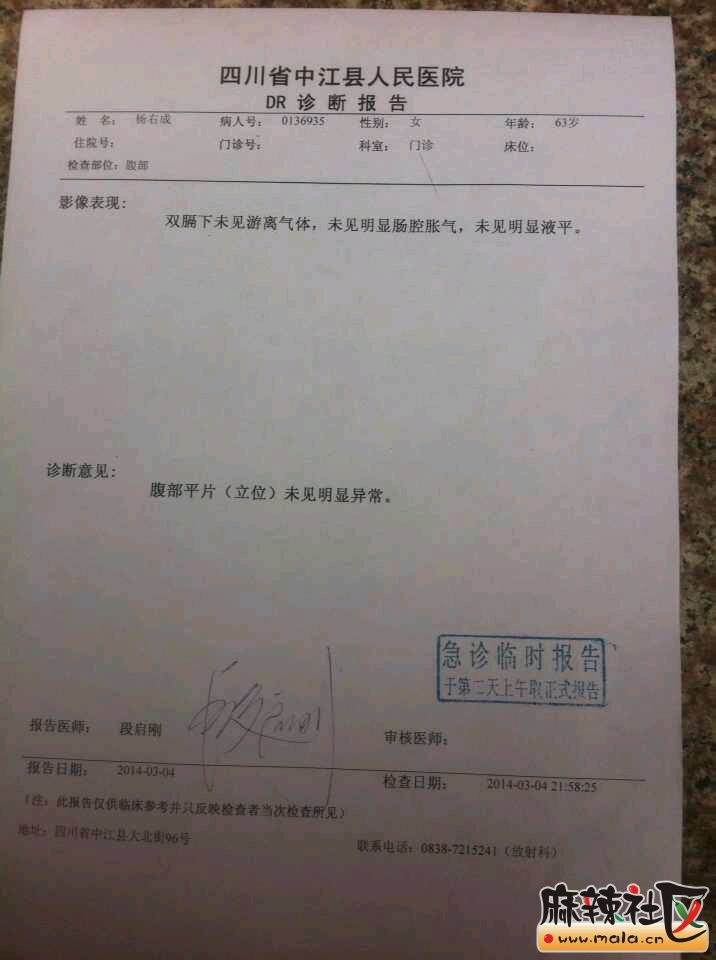 四川省中江县人民医院
DR 诊断报告
姓 名: 杨右成 病人号: 0136935 性别: 女 年龄: 63岁
住院号: 门诊号: 科室: 门诊 床位:
检查部位: 腹部
影像表现:
双膈下未见游离气体，未见明显肠腔胀气，未见明显液平。
诊断意见:
腹部平片（立位）未见明显异常。
急诊临时报告
于第二天上午取正式报告
报告医师: 段启刚 审核医师:
报告日期: 2014-03-04 检查日期: 2014-03-04 21:58:25
（注: 此报告仅供临床参考并只反映检查者当次检查所见）
地址: 四川省中江县大北街96号 联系电话: 0838-7215241（放射科）
麻辣社区
www.mala.cn